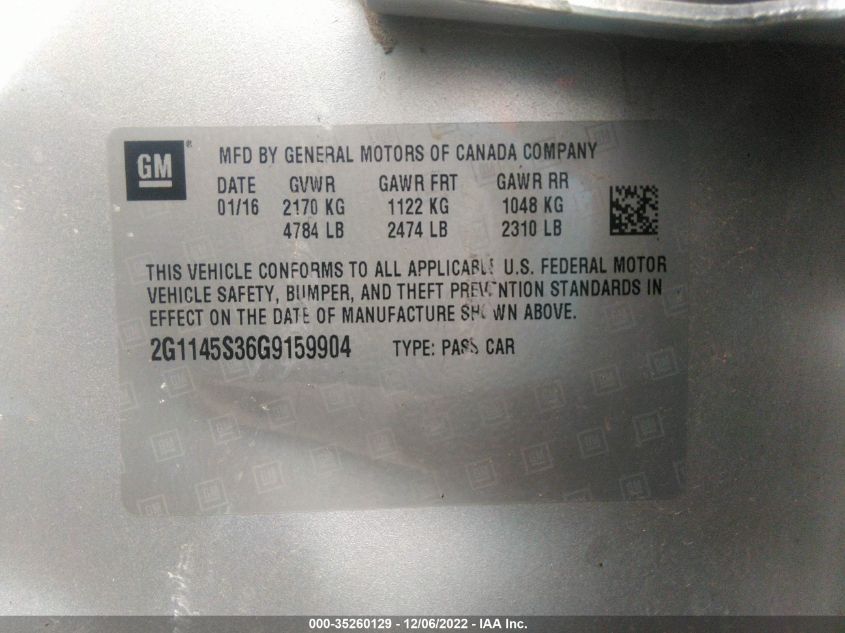 GM
MFD BY GENERAL MOTORS OF CANADA COMPANY
DATE GVWR GAWR FRT GAWR RR
01/16 2170 KG 1122 KG 1048 KG
4784 LB 2474 LB 2310 LB
THIS VEHICLE CONFORMS TO ALL APPLICABLE U.S. FEDERAL MOTOR
VEHICLE SAFETY, BUMPER, AND THEFT PREVENTION STANDARDS IN
EFFECT ON THE DATE OF MANUFACTURE SHOWN ABOVE.
2G1145S36G9159904 TYPE: PASS CAR
000-35260129 - 12/06/2022 - IAA Inc.